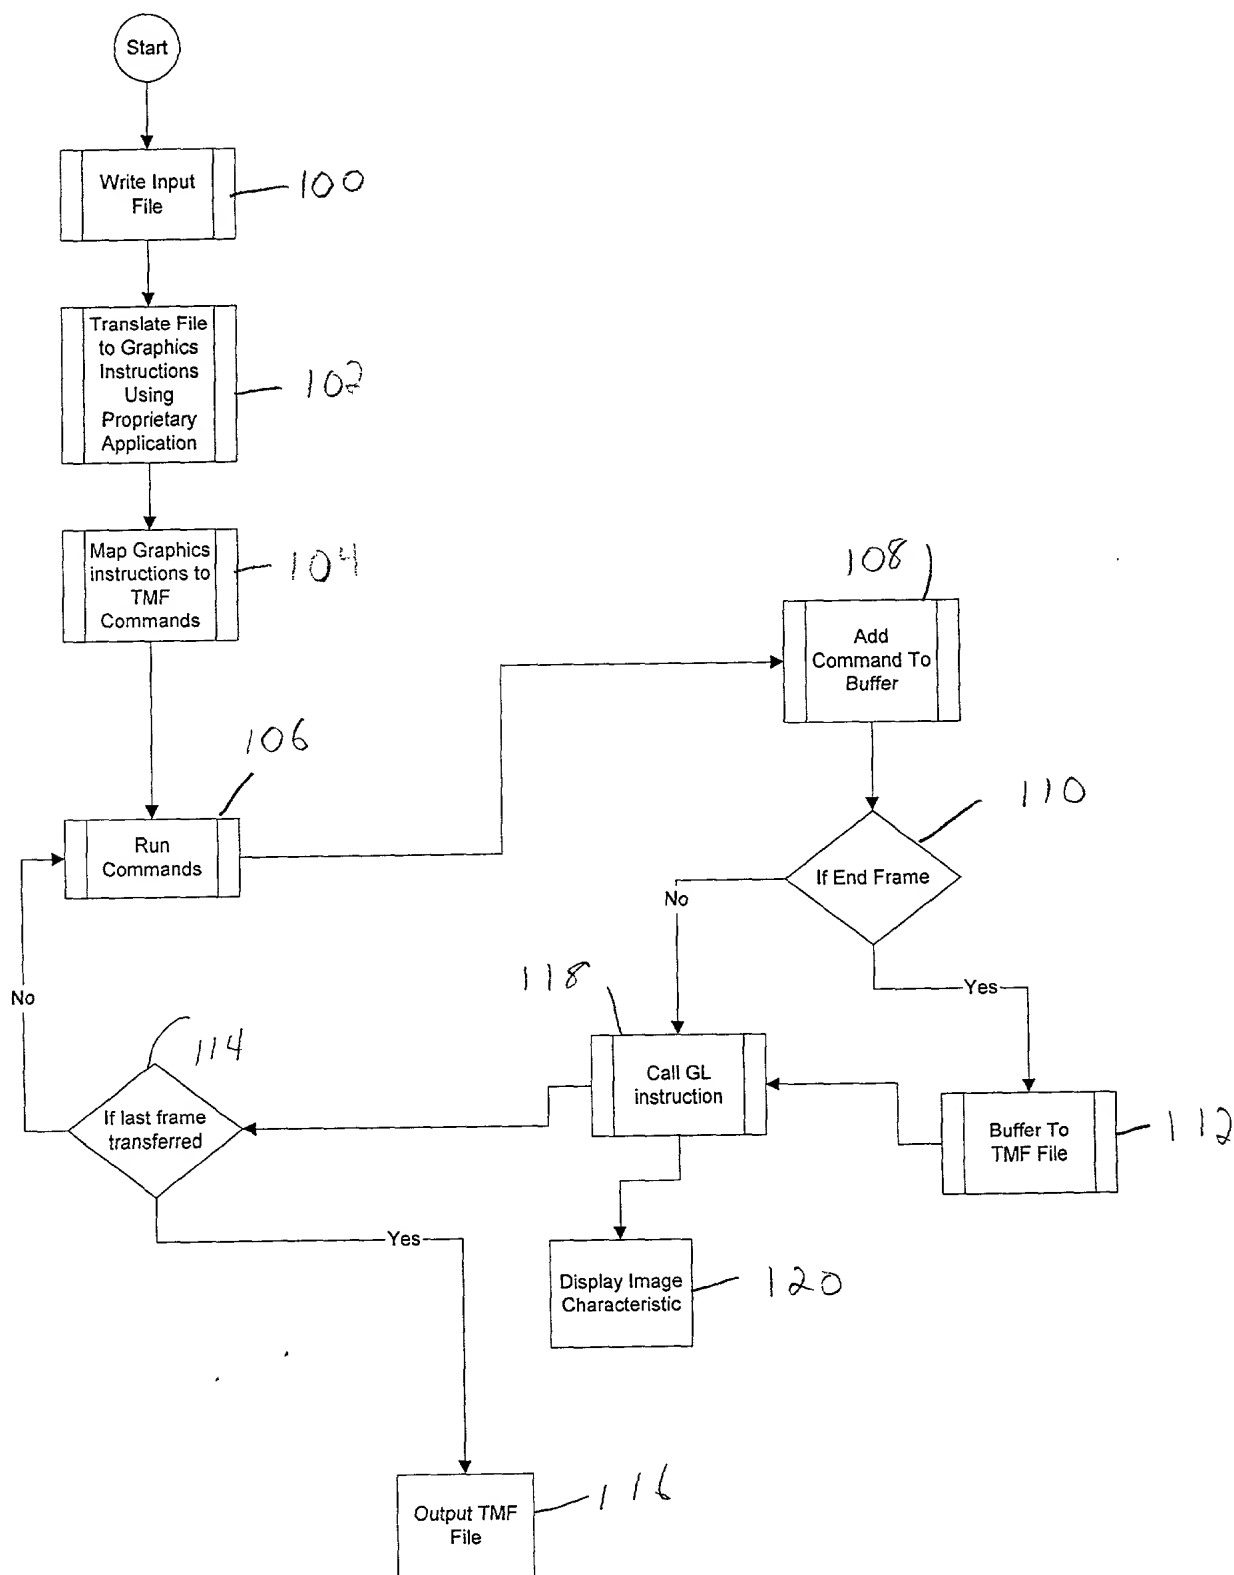 Start
Write Input
File
100
Translate File
to Graphics
Instructions
Using
Proprietary
Application
102
Map Graphics
instructions to
TMF
Commands
104
108
Add
Command To
Buffer
106
Run
Commands
110
If End Frame
No
Yes
118
Call GL
instruction
No
114
If last frame
transferred
Buffer To
TMF File
112
Yes
Display Image
Characteristic
120
Output TMF
File
116